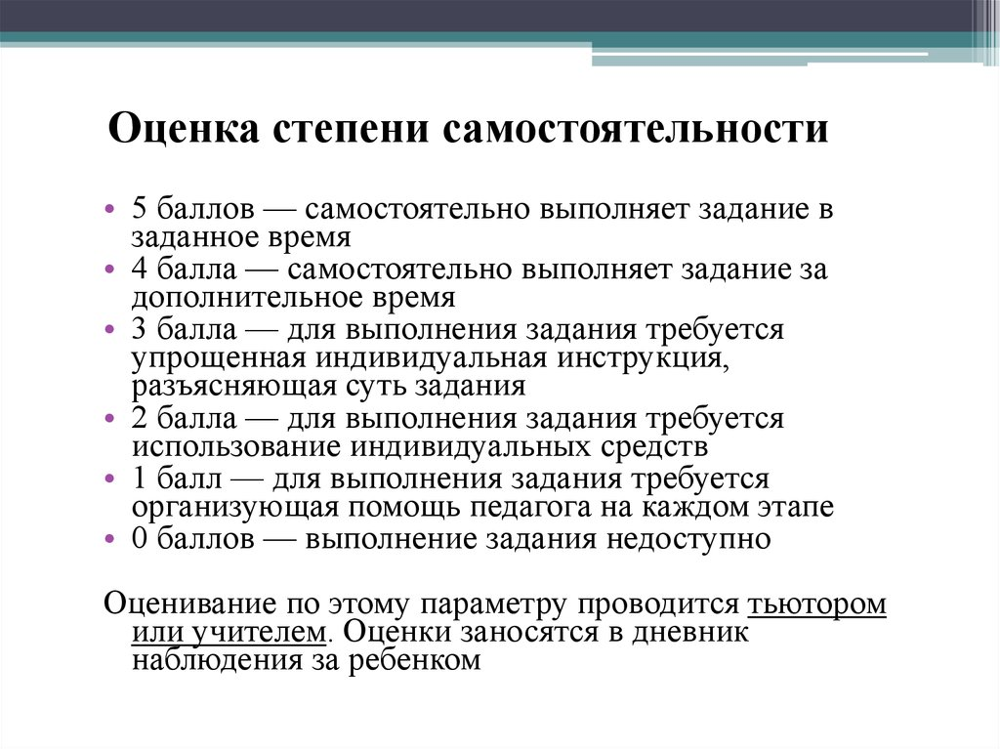 Оценка степени самостоятельности
• 5 баллов — самостоятельно выполняет задание в
заданное время
• 4 балла — самостоятельно выполняет задание за
дополнительное время
• 3 балла — для выполнения задания требуется
упрощенная индивидуальная инструкция,
разъясняющая суть задания
• 2 балла — для выполнения задания требуется
использование индивидуальных средств
• 1 балл — для выполнения задания требуется
организующая помощь педагога на каждом этапе
• 0 баллов — выполнение задания недоступно
Оценивание по этому параметру проводится тьютором
или учителем. Оценки заносятся в дневник
наблюдения за ребенком